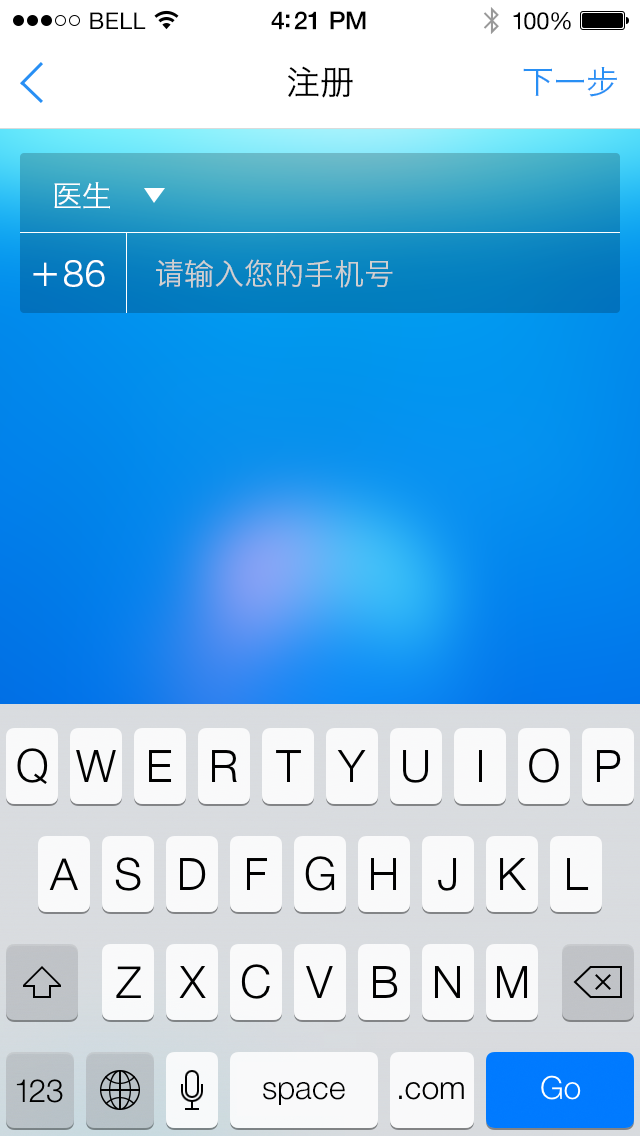 BELL 4:21 PM 100%
注册 下一步
医生
+86 请输入您的手机号
Q W E R T Y U I O P
A S D F G H J K L
Z X C V B N M
123 space .com Go